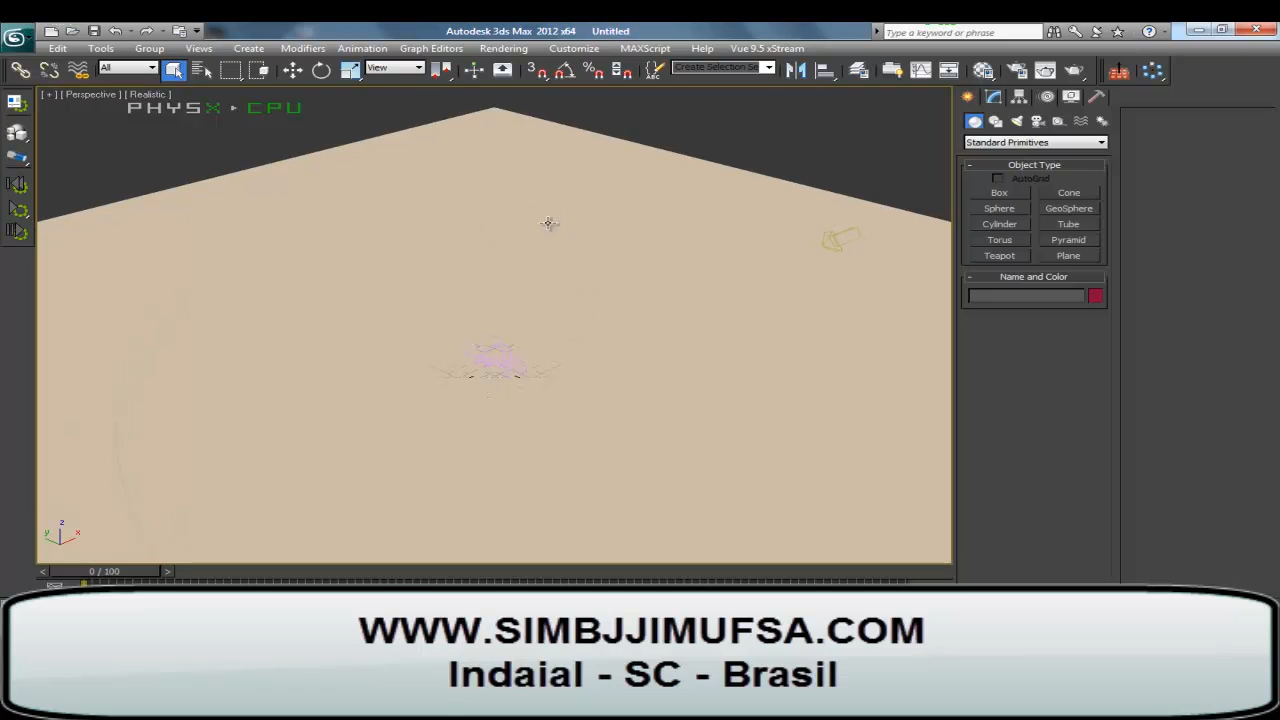 Autodesk 3ds Max 2012 x64 Untitled
Type a keyword or phrase
Edit Tools Group Views Create Modifiers Animation Graph Editors Rendering Customize MAXScript Help Vue 9.5 xStream
All View Create Selection Se
[ + ] [ Perspective ] [ Realistic ]
PHYSX CPU
Standard Primitives
- Object Type
AutoGrid
Box Cone
Sphere GeoSphere
Cylinder Tube
Torus Pyramid
Teapot Plane
- Name and Color
z
y x
< 0 / 100 >
WWW.SIMBJJIMUFSA.COM
Indaial - SC - Brasil